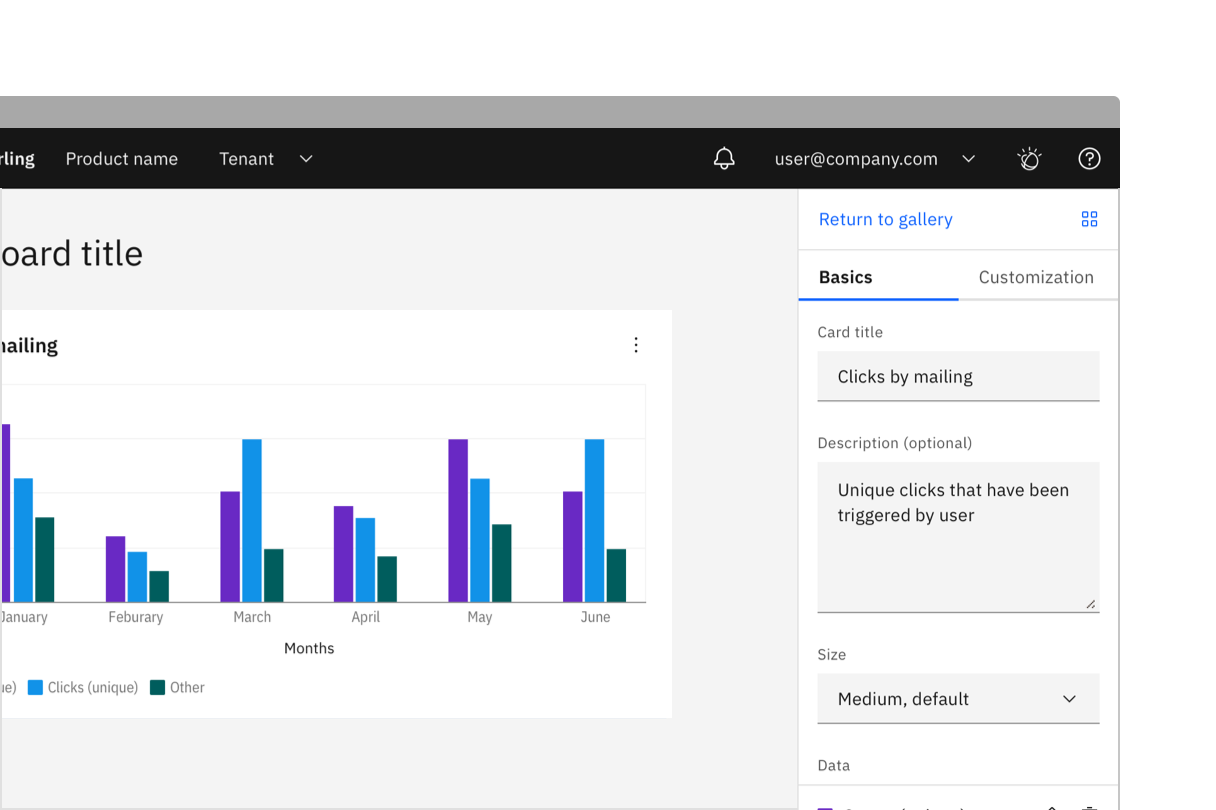 rling Product name Tenant user@company.com
Return to gallery
oard title
Basics Customization
Card title
mailing
Clicks by mailing
Description (optional)
Unique clicks that have been
triggered by user
January Feburary March April May June
Months
Size
ue) Clicks (unique) Other
Medium, default
Data